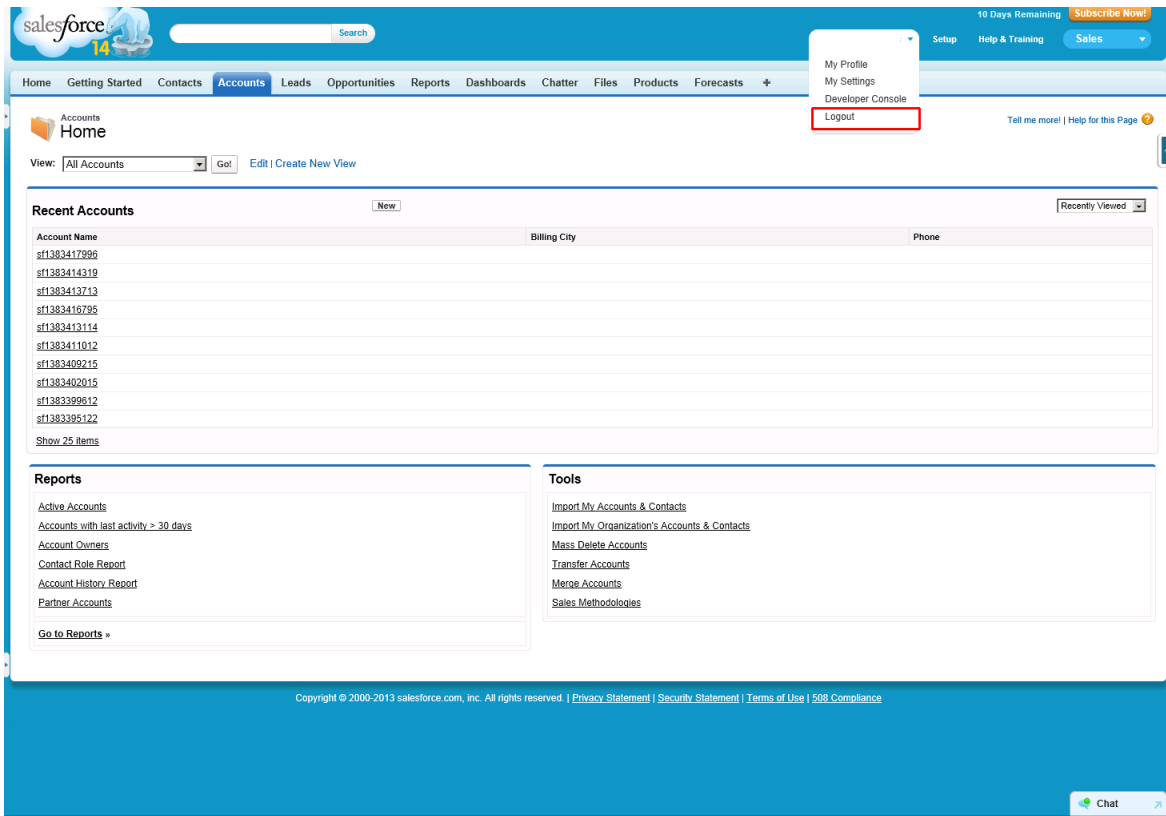 salesforce
14
Search
10 Days Remaining Subscribe Now!
Setup Help & Training Sales
My Profile
My Settings
Developer Console
Logout
Home Getting Started Contacts Accounts Leads Opportunities Reports Dashboards Chatter Files Products Forecasts +
Accounts
Home
Tell me more! | Help for this Page ?
View: All Accounts Go! Edit | Create New View
Recent Accounts New Recently Viewed
Account Name Billing City Phone
sf1383417996
sf1383414319
sf1383413713
sf1383416795
sf1383413114
sf1383411012
sf1383409215
sf1383402015
sf1383399612
sf1383395122
Show 25 items
Reports
Active Accounts
Accounts with last activity > 30 days
Account Owners
Contact Role Report
Account History Report
Partner Accounts
Go to Reports »
Tools
Import My Accounts & Contacts
Import My Organization's Accounts & Contacts
Mass Delete Accounts
Transfer Accounts
Merge Accounts
Sales Methodologies
Copyright © 2000-2013 salesforce.com, inc. All rights reserved. | Privacy Statement | Security Statement | Terms of Use | 508 Compliance
Chat